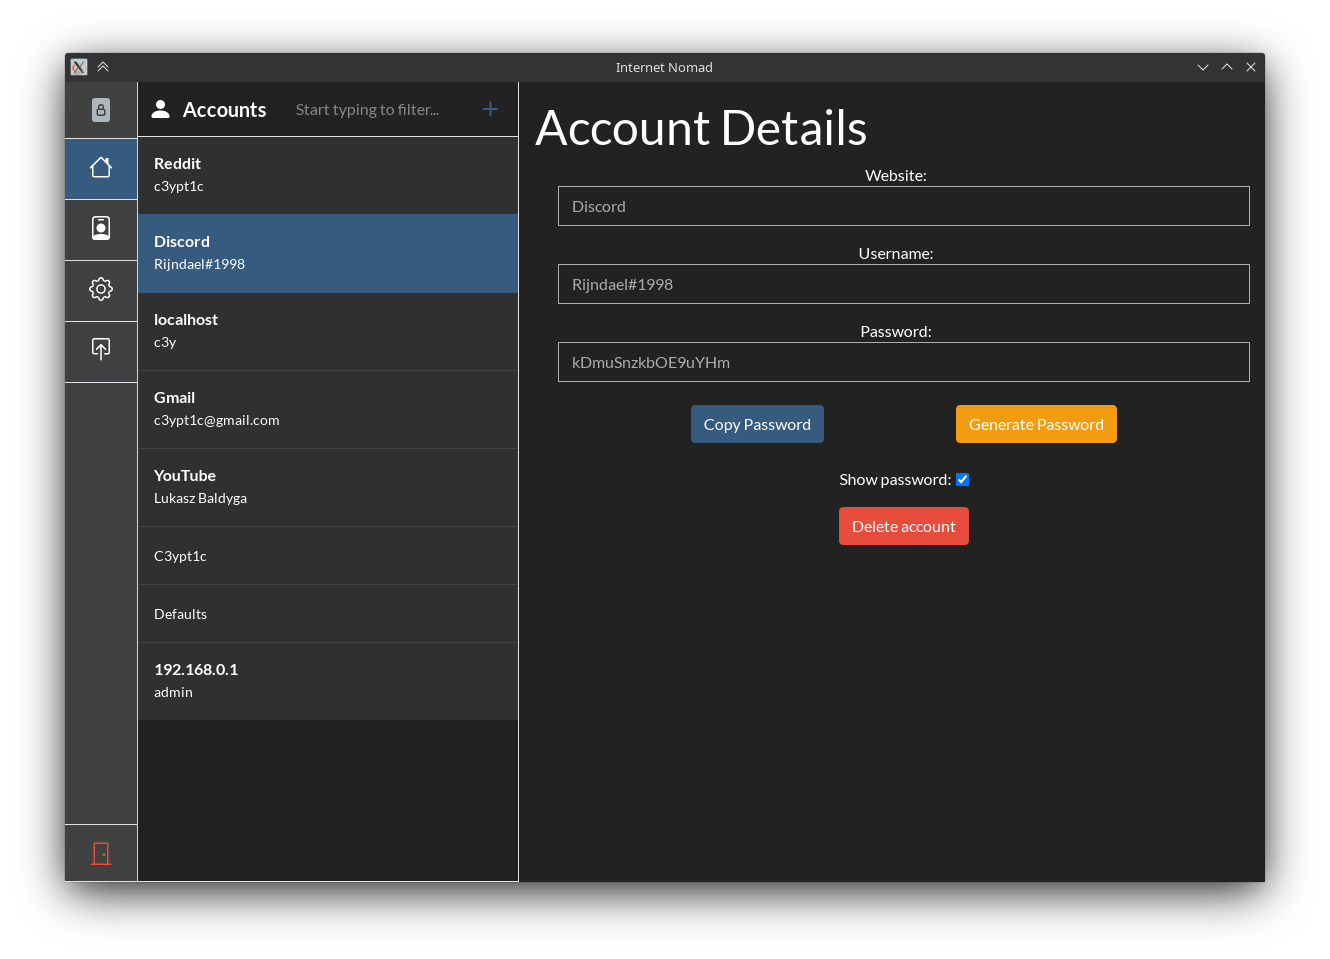 Internet Nomad
Accounts
Start typing to filter...
Reddit
c3ypt1c
Discord
Rijndael#1998
localhost
c3y
Gmail
c3ypt1c@gmail.com
YouTube
Lukasz Baldyga
C3ypt1c
Defaults
192.168.0.1
admin
Account Details
Website:
Discord
Username:
Rijndael#1998
Password:
kDmuSnzkbOE9uYHm
Copy Password
Generate Password
Show password:
Delete account